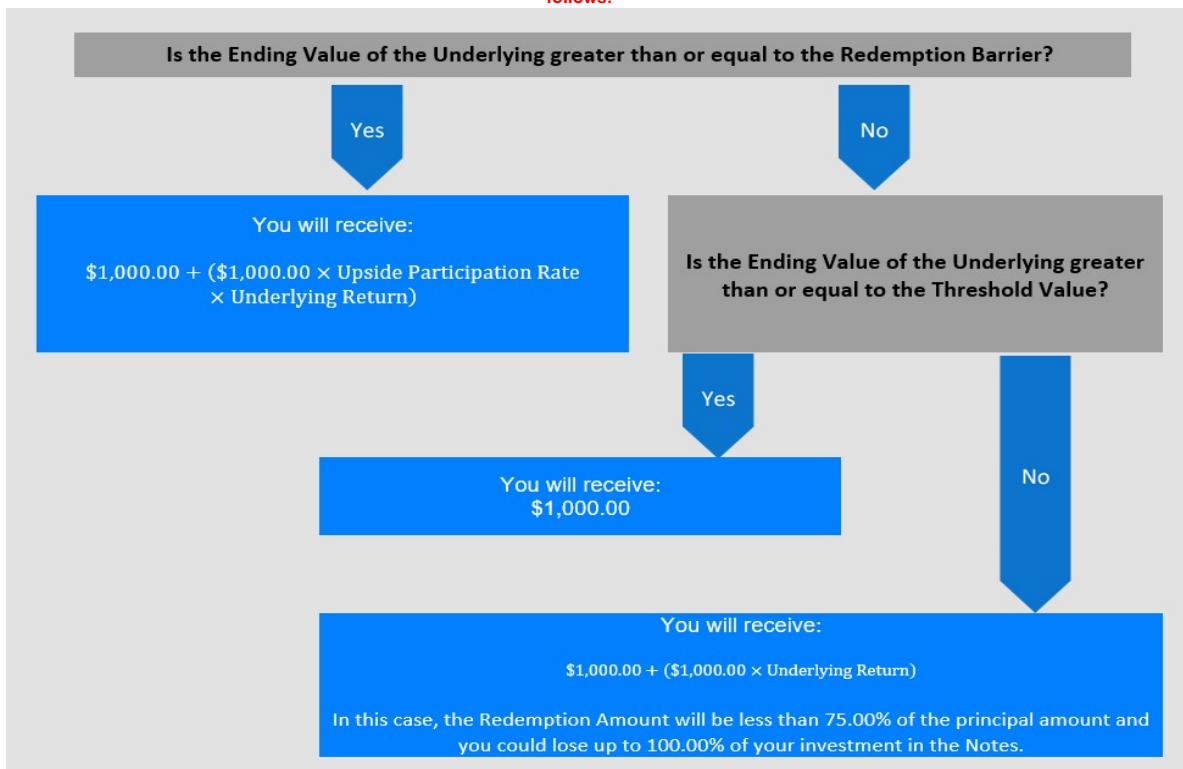 follows:
Is the Ending Value of the Underlying greater than or equal to the Redemption Barrier?
Yes
No
You will receive:
$1,000.00 + ($1,000.00 × Upside Participation Rate
× Underlying Return)
Is the Ending Value of the Underlying greater
than or equal to the Threshold Value?
Yes
No
You will receive:
$1,000.00
You will receive:
$1,000.00 + ($1,000.00 × Underlying Return)
In this case, the Redemption Amount will be less than 75.00% of the principal amount and
you could lose up to 100.00% of your investment in the Notes.